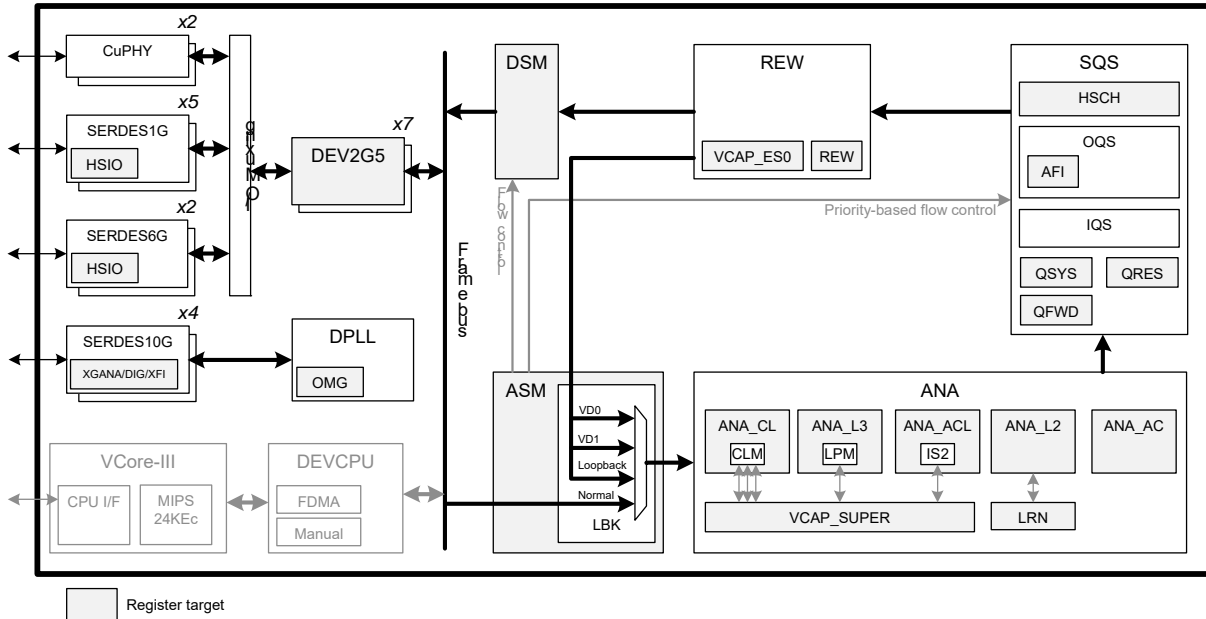 x2
CuPHY
x5
SERDES1G
HSIO
x2
SERDES6G
HSIO
x4
SERDES10G
XGANA/DIG/XFI
x7
DEV2G5
DPLL
OMG
VCore-III
CPU I/F
MIPS
24KEc
DEVCPU
FDMA
Manual
Framebus
DSM
Flow control
REW
VCAP_ES0
REW
Priority-based flow control
SQS
HSCH
OQS
AFI
IQS
QSYS
QRES
QFWD
ASM
VD0
VD1
Loopback
Normal
LBK
ANA
ANA_CL
CLM
ANA_L3
LPM
ANA_ACL
IS2
ANA_L2
ANA_AC
VCAP_SUPER
LRN
Register target